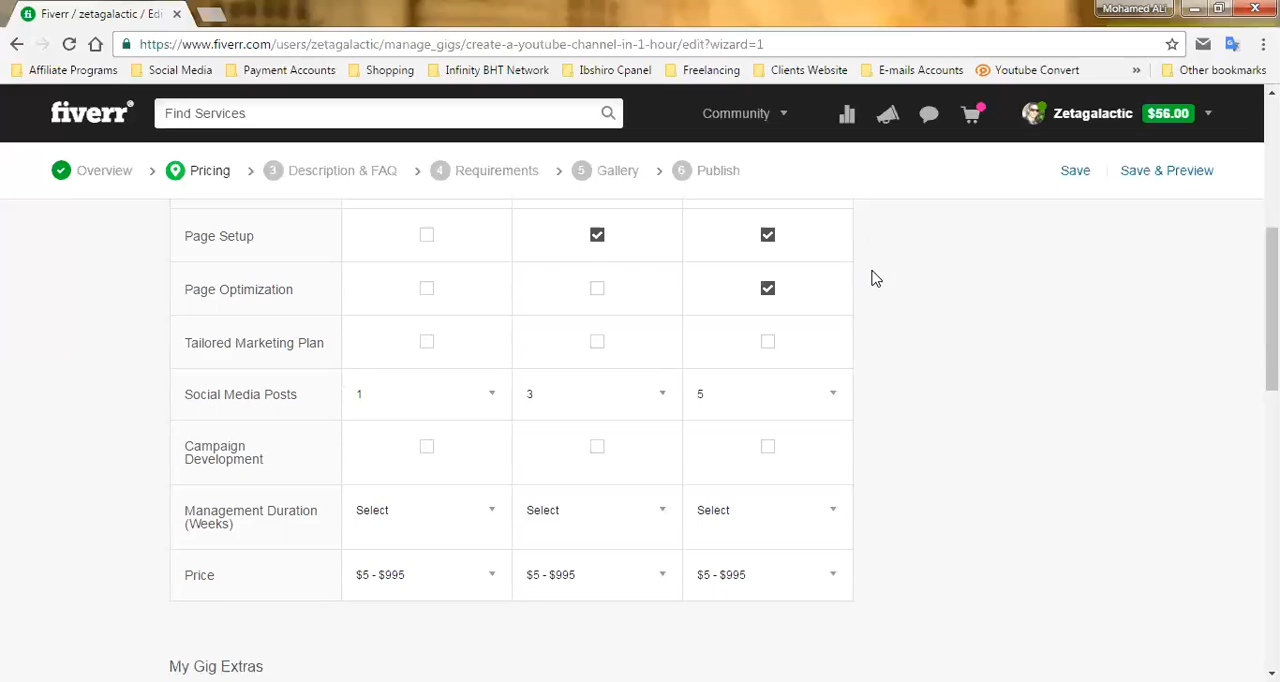 Fiverr / zetagalactic / Edi
Mohamed ALi
https://www.fiverr.com/users/zetagalactic/manage_gigs/create-a-youtube-channel-in-1-hour/edit?wizard=1
Affiliate Programs Social Media Payment Accounts Shopping Infinity BHT Network Ibshiro Cpanel Freelancing Clients Website E-mails Accounts Youtube Convert » Other bookmarks
fiverr® Find Services Community Zetagalactic $56.00
Overview > Pricing > 3 Description & FAQ > 4 Requirements > 5 Gallery > 6 Publish Save Save & Preview
Page Setup
Page Optimization
Tailored Marketing Plan
Social Media Posts 1 3 5
Campaign
Development
Management Duration
(Weeks) Select Select Select
Price $5 - $995 $5 - $995 $5 - $995
My Gig Extras